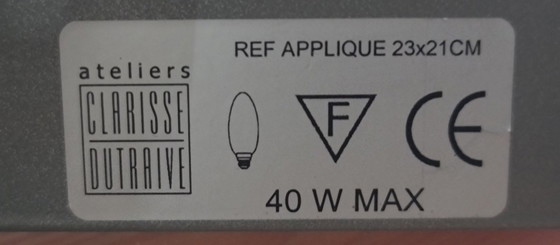 REF APPLIQUE 23x21CM
ateliers
CLARISSE
DUTRAIVE
F
CE
40 W MAX